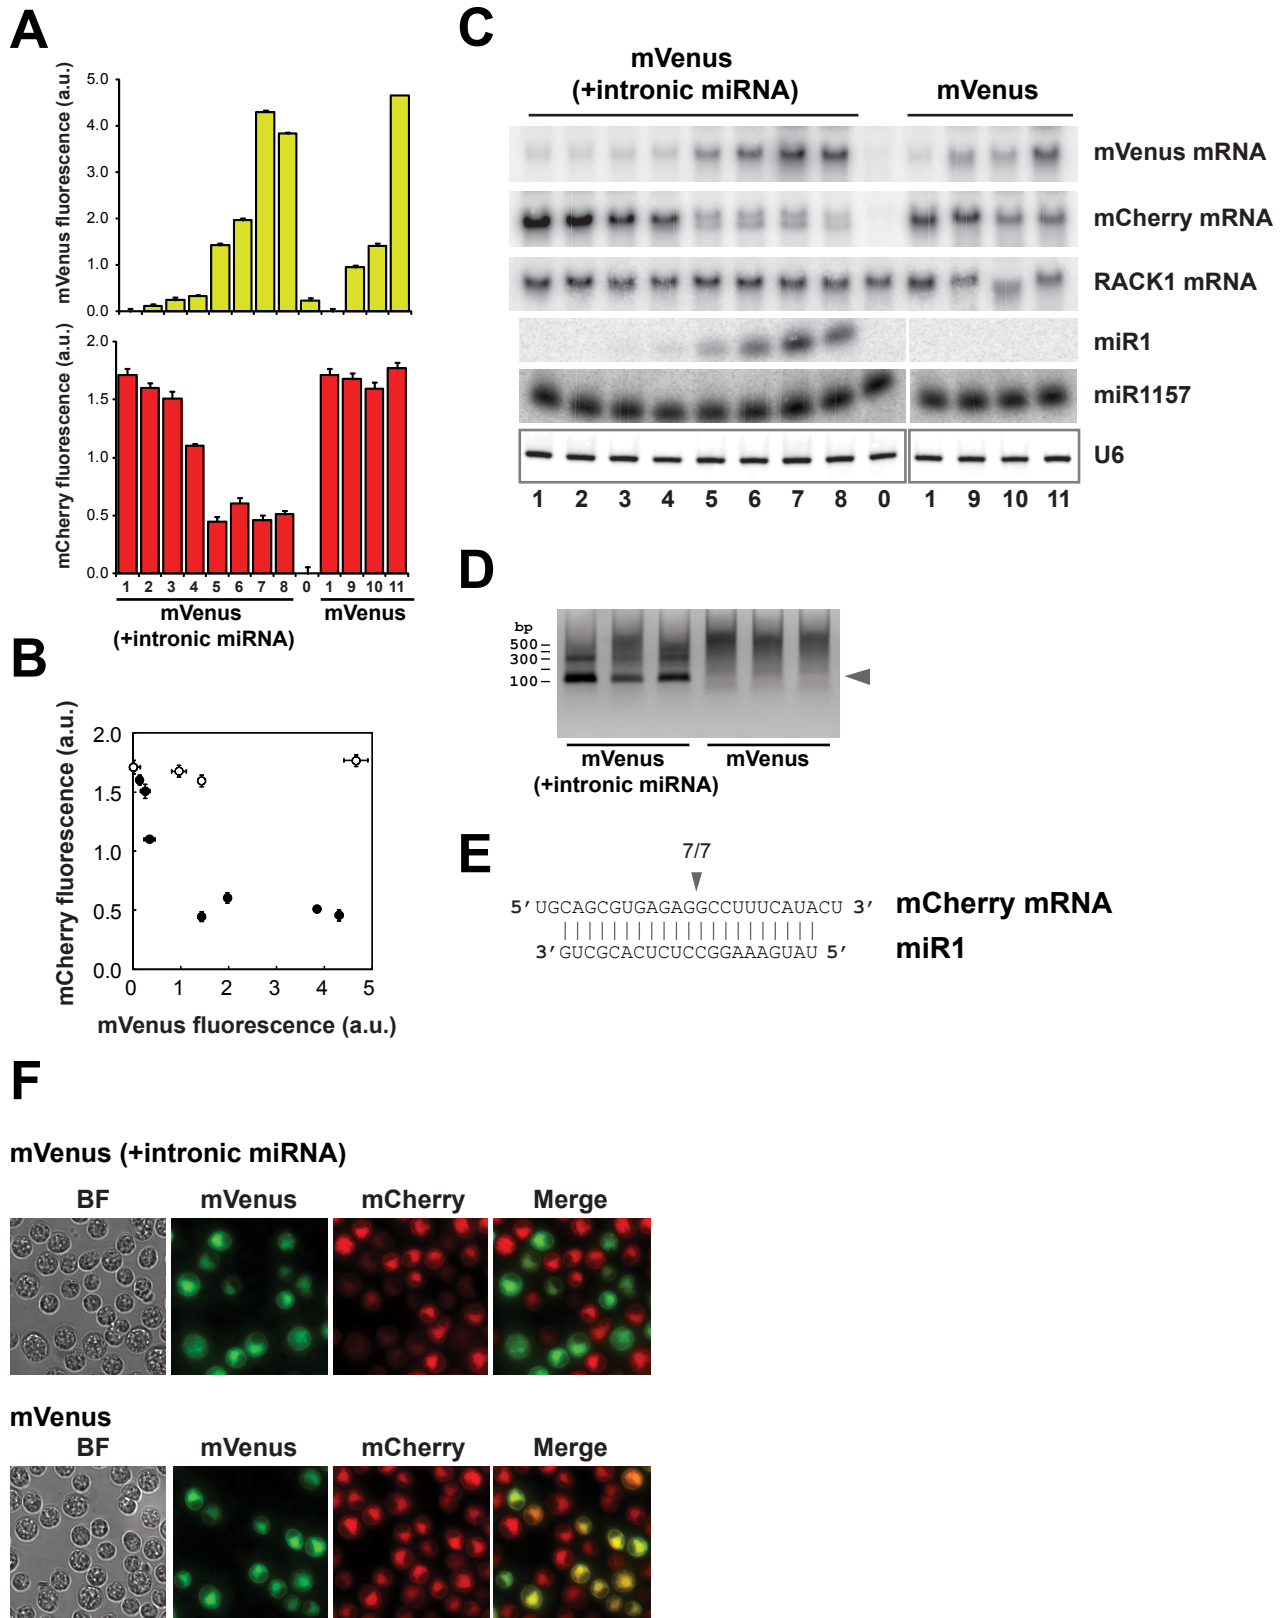 A
mVenus fluorescence (a.u.)
5.0
4.0
3.0
2.0
1.0
0.0
mCherry fluorescence (a.u.)
2.0
1.5
1.0
0.5
0.0
1 2 3 4 5 6 7 8 0 1 9 10 11
mVenus
(+intronic miRNA)
mVenus
B
mCherry fluorescence (a.u.)
2.0
1.5
1.0
0.5
0.0
0 1 2 3 4 5
mVenus fluorescence (a.u.)
C
mVenus
(+intronic miRNA)
mVenus
mVenus mRNA
mCherry mRNA
RACK1 mRNA
miR1
miR1157
U6
1 2 3 4 5 6 7 8 0 1 9 10 11
D
bp
500
300
100
mVenus
(+intronic miRNA)
mVenus
E
7/7
5′UGCAGCGUGAGAGGCCUUUCAUACU 3′ mCherry mRNA
3′GUCGCACUCUCCGGAAAGUAU 5′ miR1
F
mVenus (+intronic miRNA)
BF mVenus mCherry Merge
mVenus
BF mVenus mCherry Merge